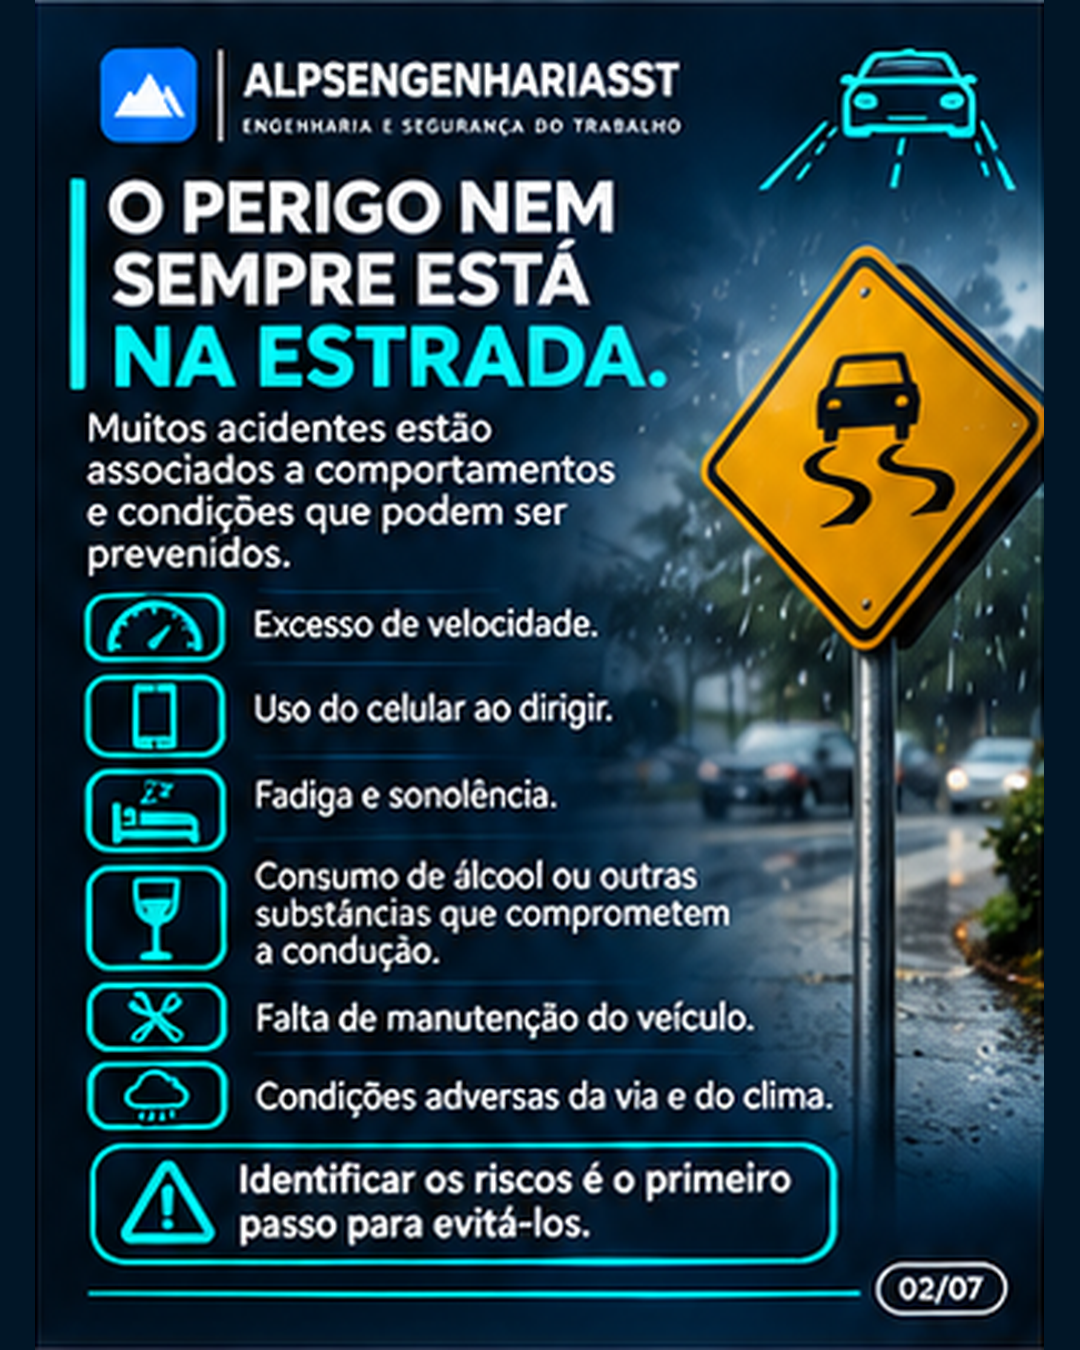 ALPSENGENHARIASST
ENGENHARIA E SEGURANÇA DO TRABALHO
O PERIGO NEM
SEMPRE ESTÁ
NA ESTRADA.
Muitos acidentes estão
associados a comportamentos
e condições que podem ser
prevenidos.
Excesso de velocidade.
Uso do celular ao dirigir.
Fadiga e sonolência.
Consumo de álcool ou outras
substâncias que comprometem
a condução.
Falta de manutenção do veículo.
Condições adversas da via e do clima.
Identificar os riscos é o primeiro
passo para evitá-los.
02/07